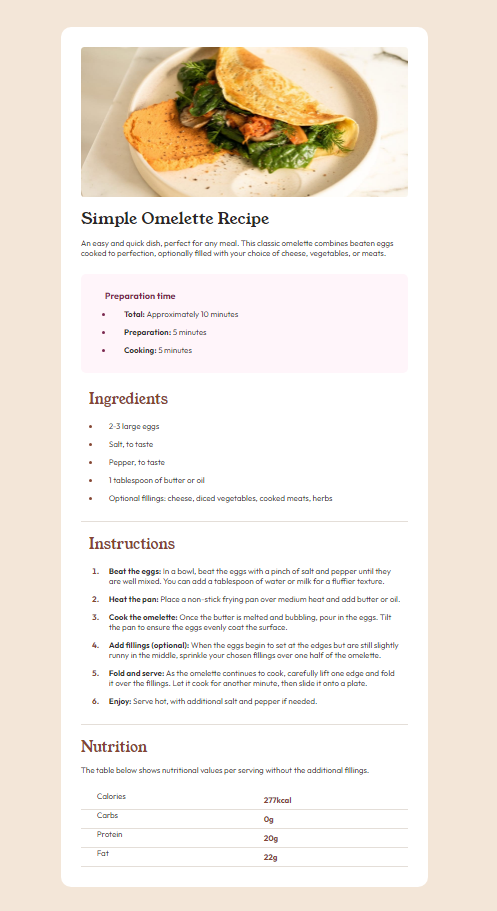 Simple Omelette Recipe
An easy and quick dish, perfect for any meal. This classic omelette combines beaten eggs
cooked to perfection, optionally filled with your choice of cheese, vegetables, or meats.
Preparation time
Total: Approximately 10 minutes
Preparation: 5 minutes
Cooking: 5 minutes
Ingredients
2-3 large eggs
Salt, to taste
Pepper, to taste
1 tablespoon of butter or oil
Optional fillings: cheese, diced vegetables, cooked meats, herbs
Instructions
1. Beat the eggs: In a bowl, beat the eggs with a pinch of salt and pepper until they
are well mixed. You can add a tablespoon of water or milk for a fluffier texture.
2. Heat the pan: Place a non-stick frying pan over medium heat and add butter or oil.
3. Cook the omelette: Once the butter is melted and bubbling, pour in the eggs. Tilt
the pan to ensure the eggs evenly coat the surface.
4. Add fillings (optional): When the eggs begin to set at the edges but are still slightly
runny in the middle, sprinkle your chosen fillings over one half of the omelette.
5. Fold and serve: As the omelette continues to cook, carefully lift one edge and fold
it over the fillings. Let it cook for another minute, then slide it onto a plate.
6. Enjoy: Serve hot, with additional salt and pepper if needed.
Nutrition
The table below shows nutritional values per serving without the additional fillings.
Calories 277kcal
Carbs 0g
Protein 20g
Fat 22g